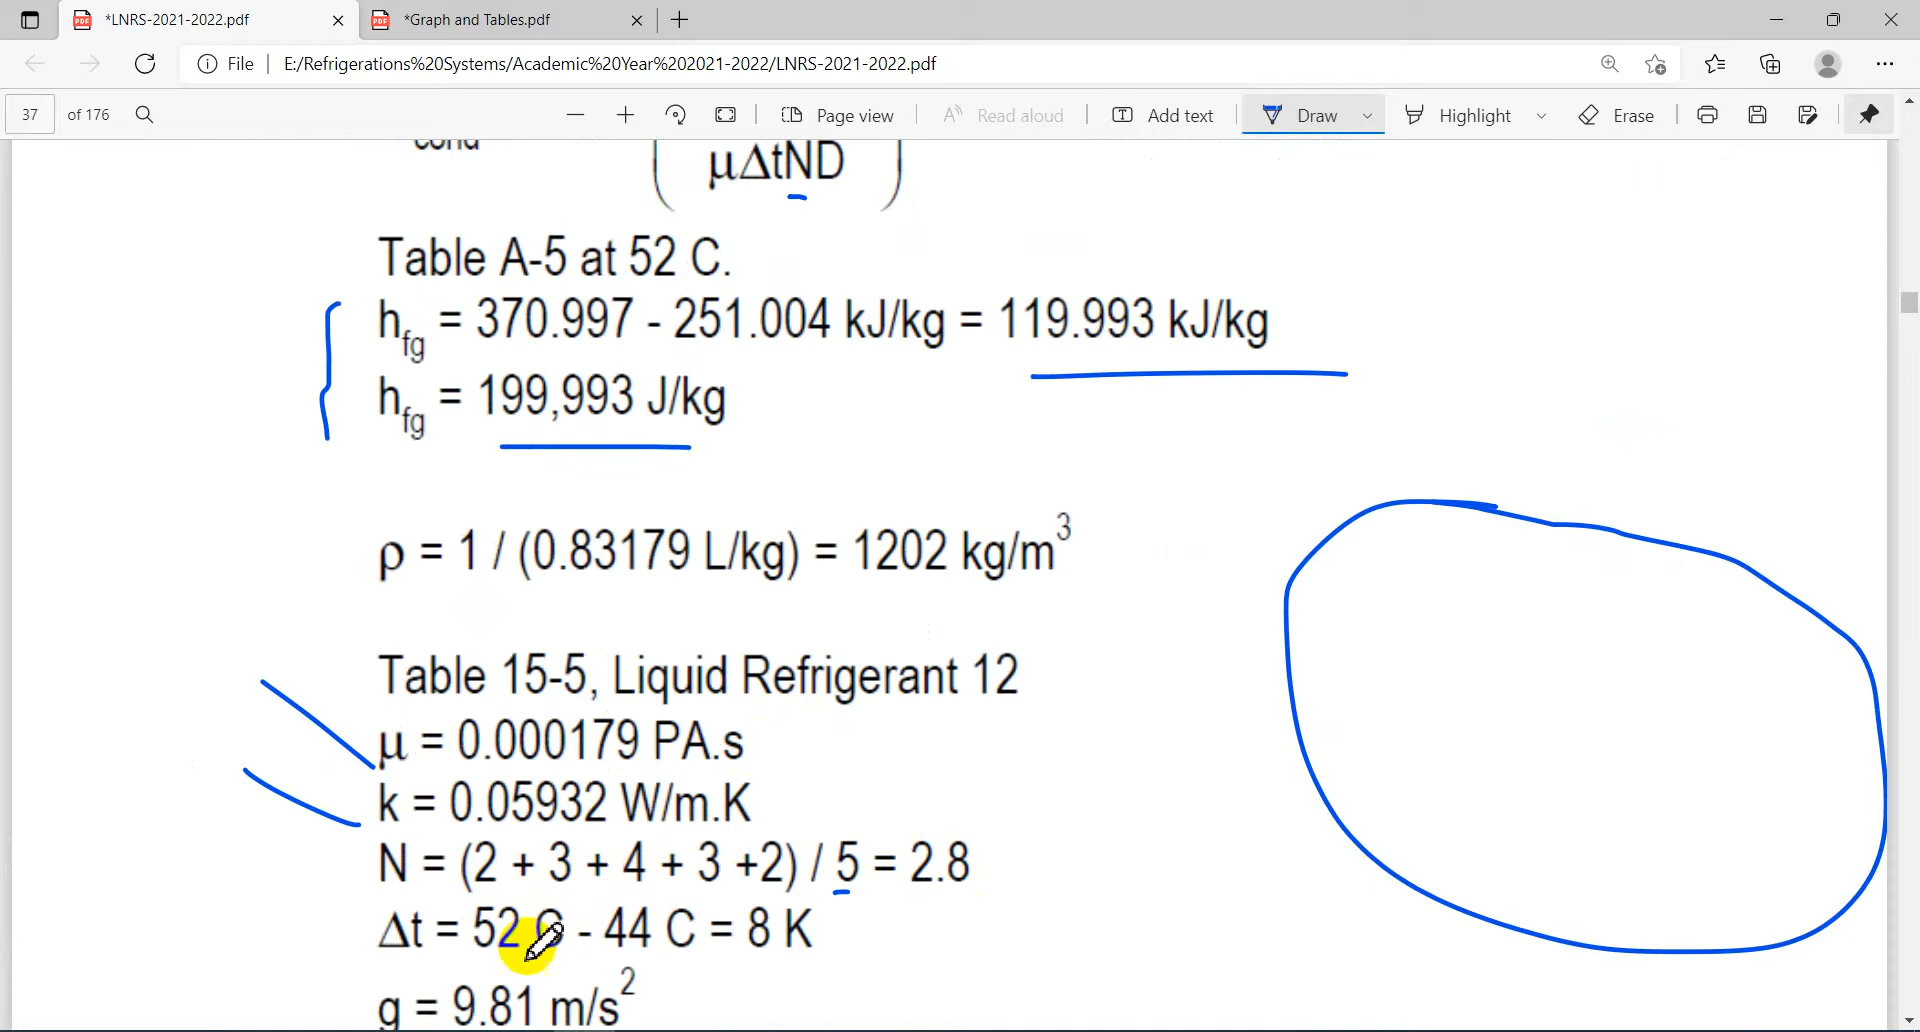 *LNRS-2021-2022.pdf
*Graph and Tables.pdf
File
E:/Refrigerations%20Systems/Academic%20Year%202021-2022/LNRS-2021-2022.pdf
37 of 176
Page view
Read aloud
Add text
Draw
Highlight
Erase
cond
μΔtND
Table A-5 at 52 C.
hfg = 370.997 - 251.004 kJ/kg = 119.993 kJ/kg
hfg = 199,993 J/kg
ρ = 1 / (0.83179 L/kg) = 1202 kg/m³
Table 15-5, Liquid Refrigerant 12
μ = 0.000179 PA.s
k = 0.05932 W/m.K
N = (2 + 3 + 4 + 3 +2) / 5 = 2.8
Δt = 52 C - 44 C = 8 K
g = 9.81 m/s²